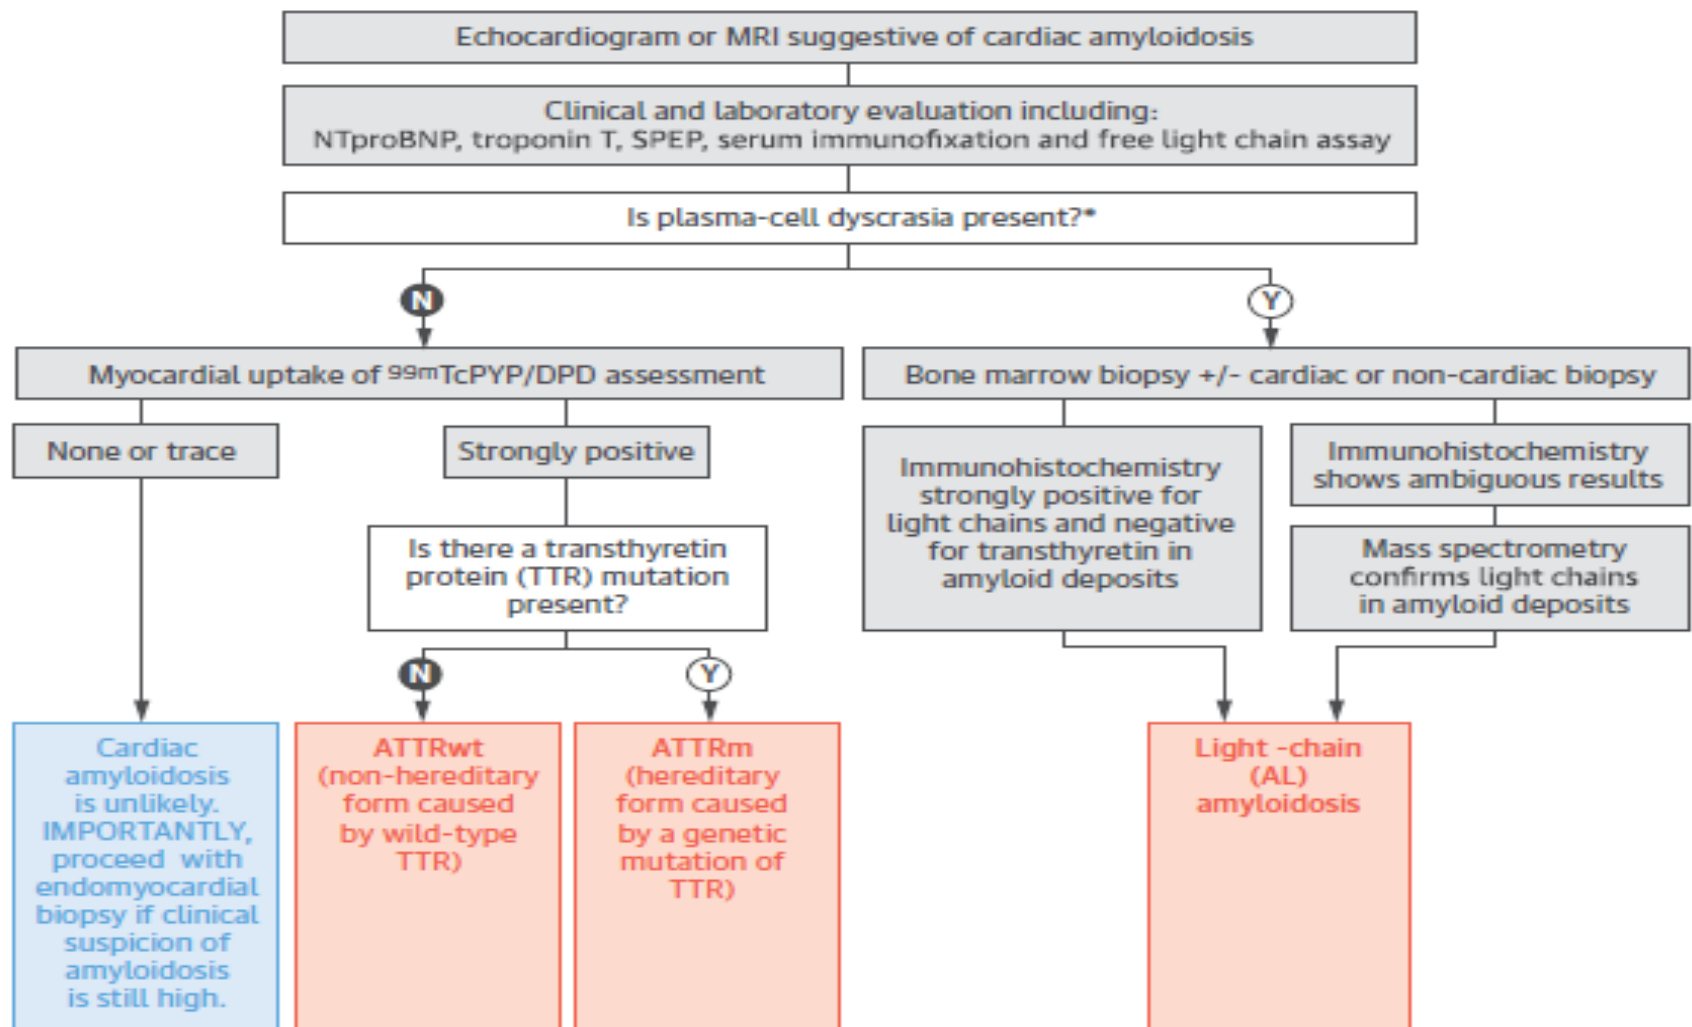 Echocardiogram or MRI suggestive of cardiac amyloidosis
Clinical and laboratory evaluation including:
NTproBNP, troponin T, SPEP, serum immunofixation and free light chain assay
Is plasma-cell dyscrasia present?*
N
Y
Myocardial uptake of 99mTcPYP/DPD assessment
Bone marrow biopsy +/- cardiac or non-cardiac biopsy
None or trace
Strongly positive
Immunohistochemistry
strongly positive for
light chains and negative
for transthyretin in
amyloid deposits
Immunohistochemistry
shows ambiguous results
Is there a transthyretin
protein (TTR) mutation
present?
Mass spectrometry
confirms light chains
in amyloid deposits
N
Y
Cardiac
amyloidosis
is unlikely.
IMPORTANTLY,
proceed with
endomyocardial
biopsy if clinical
suspicion of
amyloidosis
is still high.
ATTRwt
(non-hereditary
form caused
by wild-type
TTR)
ATTRm
(hereditary
form caused
by a genetic
mutation of
TTR)
Light -chain
(AL)
amyloidosis